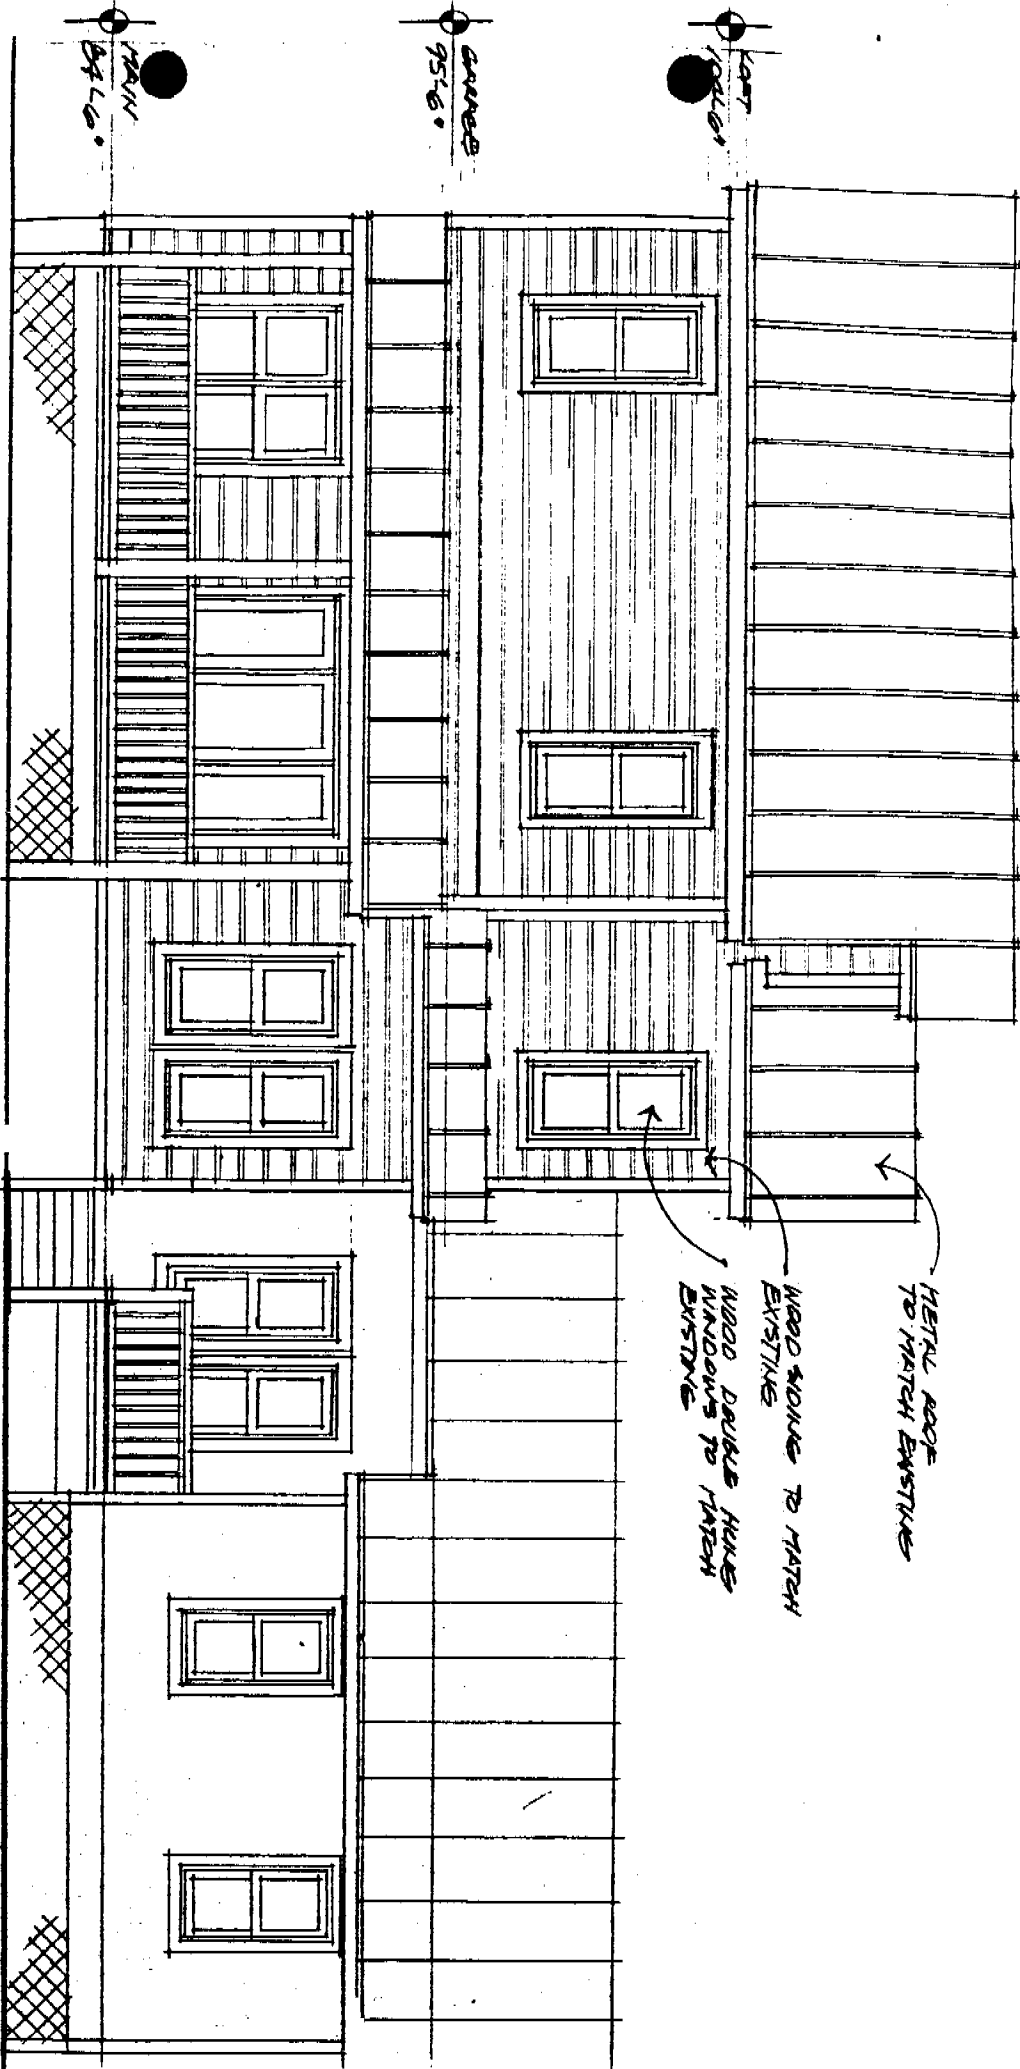 METAL ROOF
TO MATCH EXISTING
WOOD SIDING TO MATCH
EXISTING
WOOD DOUBLE HUNG
WINDOWS TO MATCH
EXISTING
LOFT
104'-6"
GARAGE
95'-6"
MAIN
84'-6"